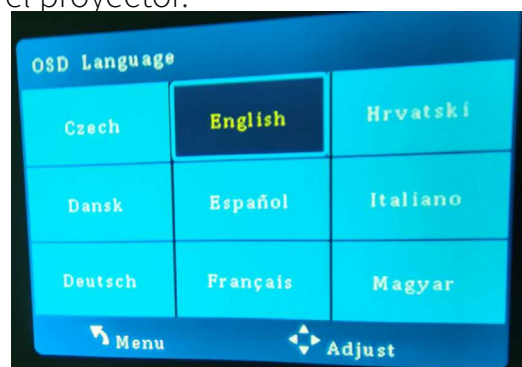 el proyector.
OSD Language
Czech English Hrvatski
Dansk Español Italiano
Deutsch Français Magyar
Menu Adjust